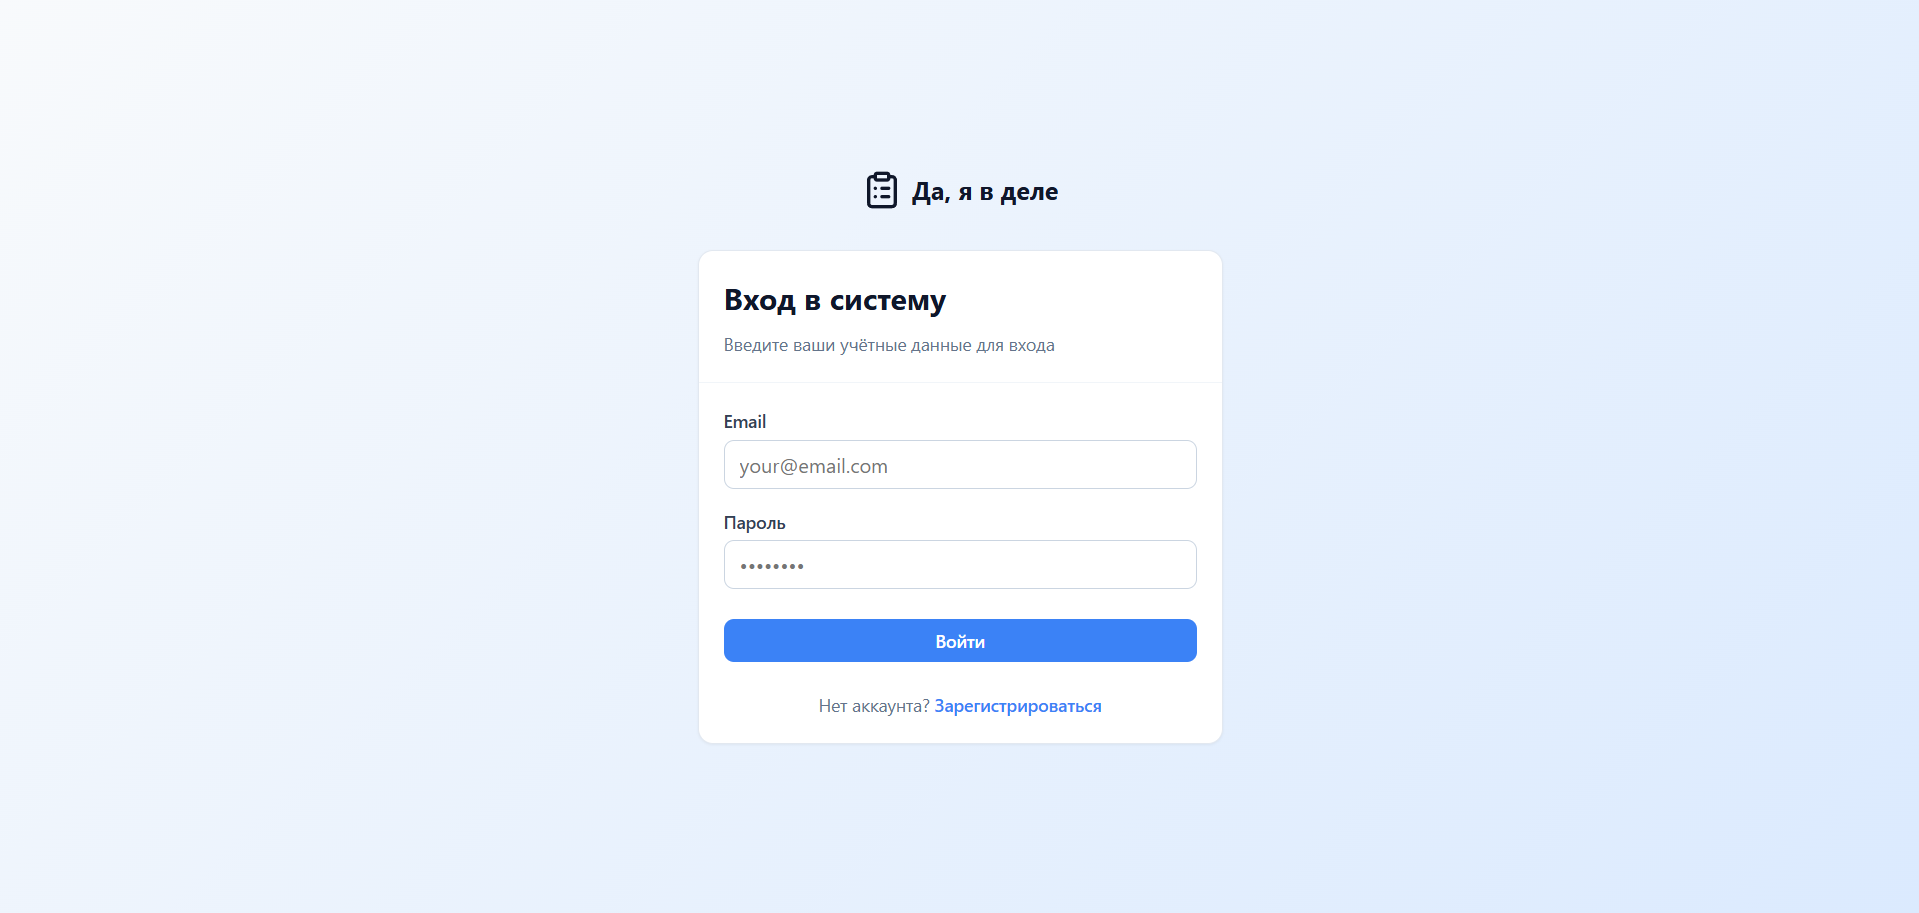 Да, я в деле
Вход в систему
Введите ваши учётные данные для входа
Email
your@email.com
Пароль
••••••••
Войти
Нет аккаунта? Зарегистрироваться